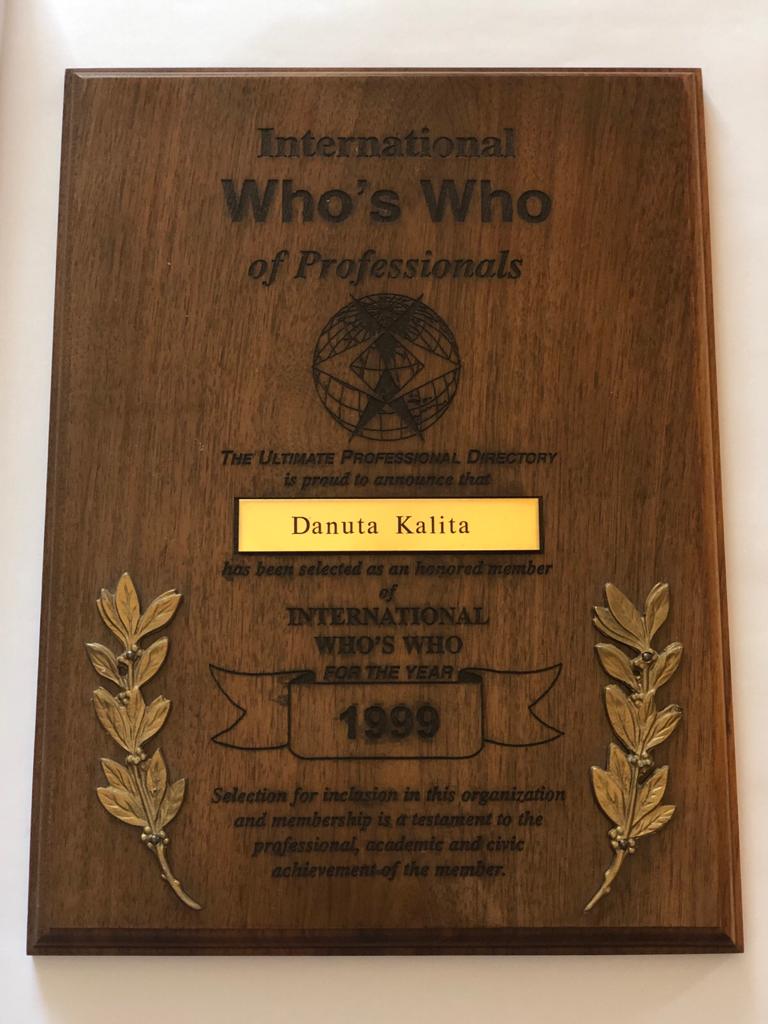 International
Who's Who
of Professionals
THE ULTIMATE PROFESSIONAL DIRECTORY
is proud to announce that
Danuta Kalita
has been selected as an honored member
of
INTERNATIONAL
WHO'S WHO
FOR THE YEAR
1999
Selection for inclusion in this organization
and membership is a testament to the
professional, academic and civic
achievement of the member.